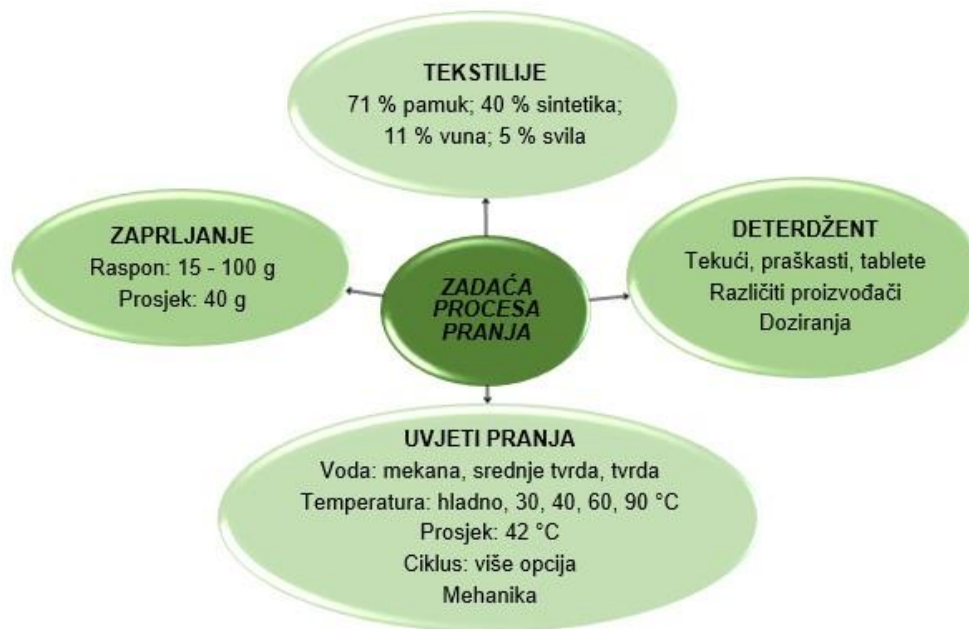 TEKSTILIJE
71 % pamuk; 40 % sintetika;
11 % vuna; 5 % svila
ZAPRLJANJE
Raspon: 15 - 100 g
Prosjek: 40 g
ZADAĆA
PROCESA
PRANJA
DETERDŽENT
Tekući, praškasti, tablete
Različiti proizvođači
Doziranja
UVJETI PRANJA
Voda: mekana, srednje tvrda, tvrda
Temperatura: hladno, 30, 40, 60, 90 °C
Prosjek: 42 °C
Ciklus: više opcija
Mehanika